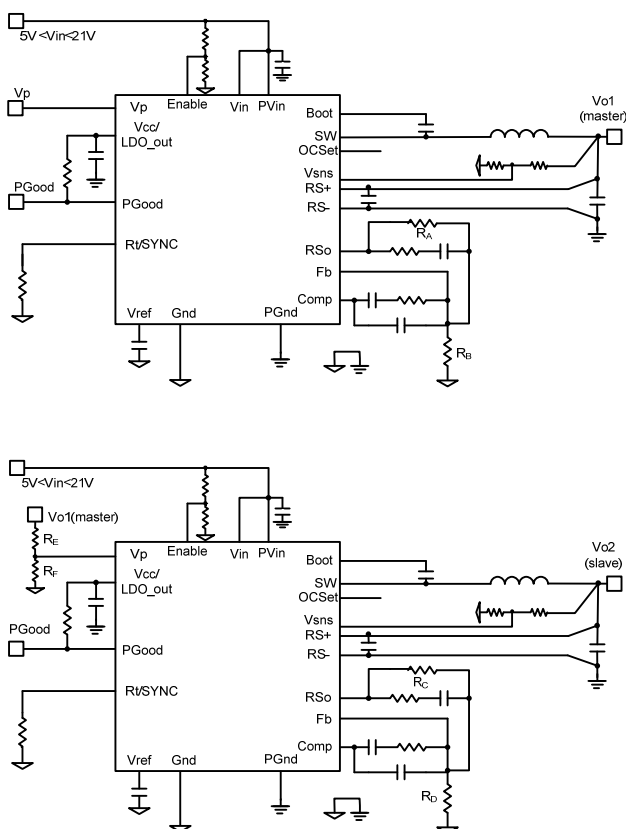 5V <Vin<21V
Vp
Vp
Enable
Vin
PVin
Boot
Vo1
(master)
Vcc/
LDO_out
SW
OCSet
Vsns
PGood
PGood
RS+
RS-
Rt/SYNC
RSo
RA
Fb
Comp
Vref
Gnd
PGnd
RB
5V<Vin<21V
Vo1(master)
RE
RF
Vp
Enable
Vin
PVin
Boot
Vo2
(slave)
Vcc/
LDO_out
SW
OCSet
Vsns
PGood
PGood
RS+
RS-
Rt/SYNC
RSo
RC
Fb
Comp
Vref
Gnd
PGnd
RD